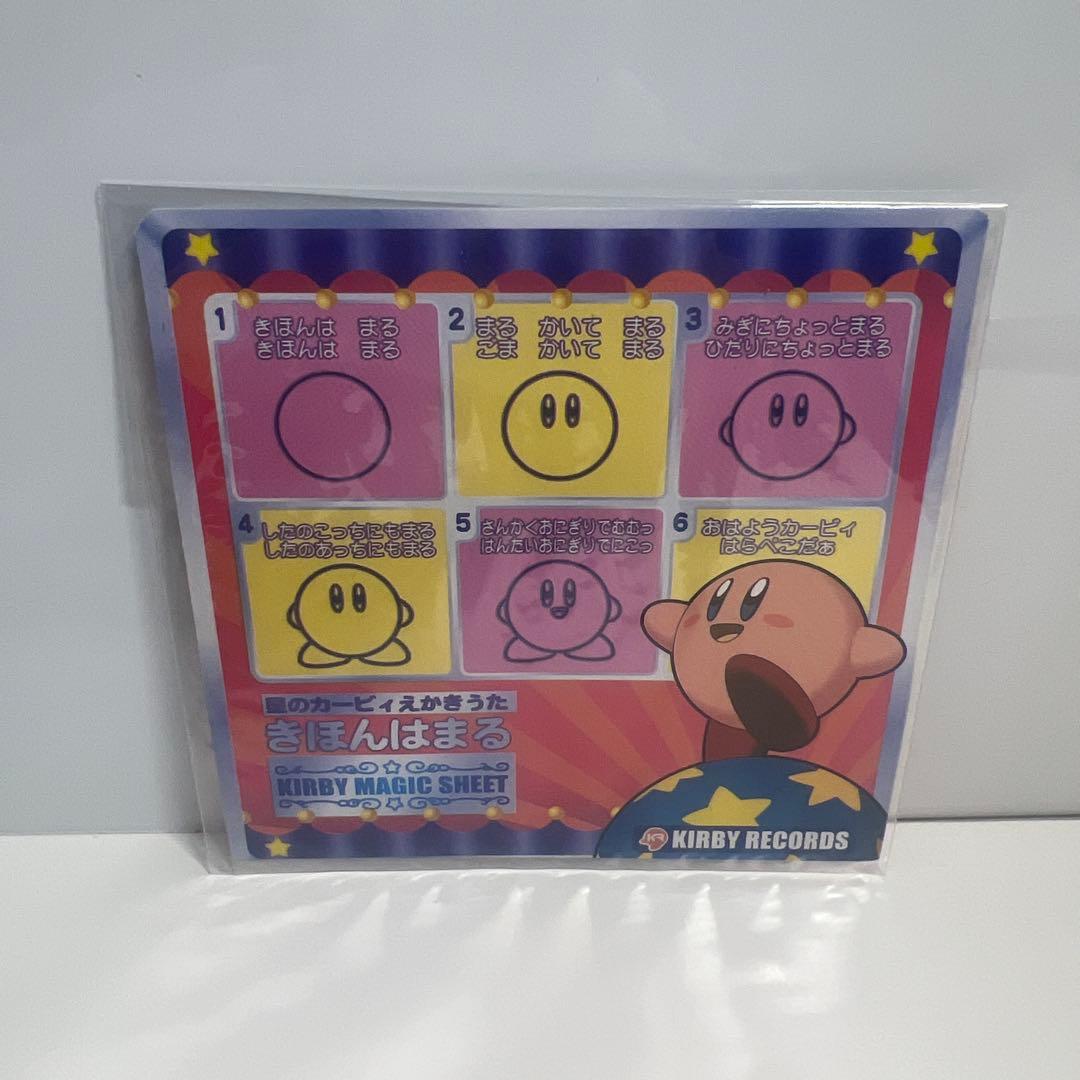 1
きほんは　まる
きほんは　まる
2
まる　かいて　まる
ごま　かいて　まる
3
みぎにちょっとまる
ひだりにちょっとまる
4
したのこっちにもまる
したのあっちにもまる
5
さんかくおにぎりでむむっ
はんたいおにぎりでにこっ
6
おはようカービィ
はらぺこだぁ
星のカービィえかきうた
きほんはまる
KIRBY MAGIC SHEET
KR KIRBY RECORDS